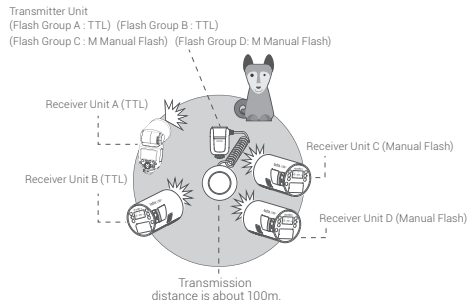 Transmitter Unit
(Flash Group A : TTL) (Flash Group B : TTL)
(Flash Group C : M Manual Flash) (Flash Group D: M Manual Flash)
Receiver Unit A (TTL)
Receiver Unit C (Manual Flash)
Receiver Unit B (TTL)
Receiver Unit D (Manual Flash)
Transmission
distance is about 100m.